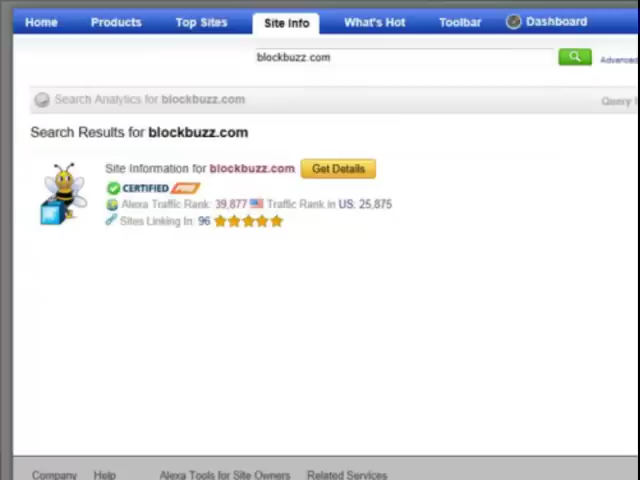 Home Products Top Sites Site Info What's Hot Toolbar Dashboard
blockbuzz.com Advanced
Search Analytics for blockbuzz.com Query
Search Results for blockbuzz.com
Site Information for blockbuzz.com Get Details
CERTIFIED
Alexa Traffic Rank: 39,877 Traffic Rank in US: 25,875
Sites Linking In: 96
Company Help Alexa Tools for Site Owners Related Services